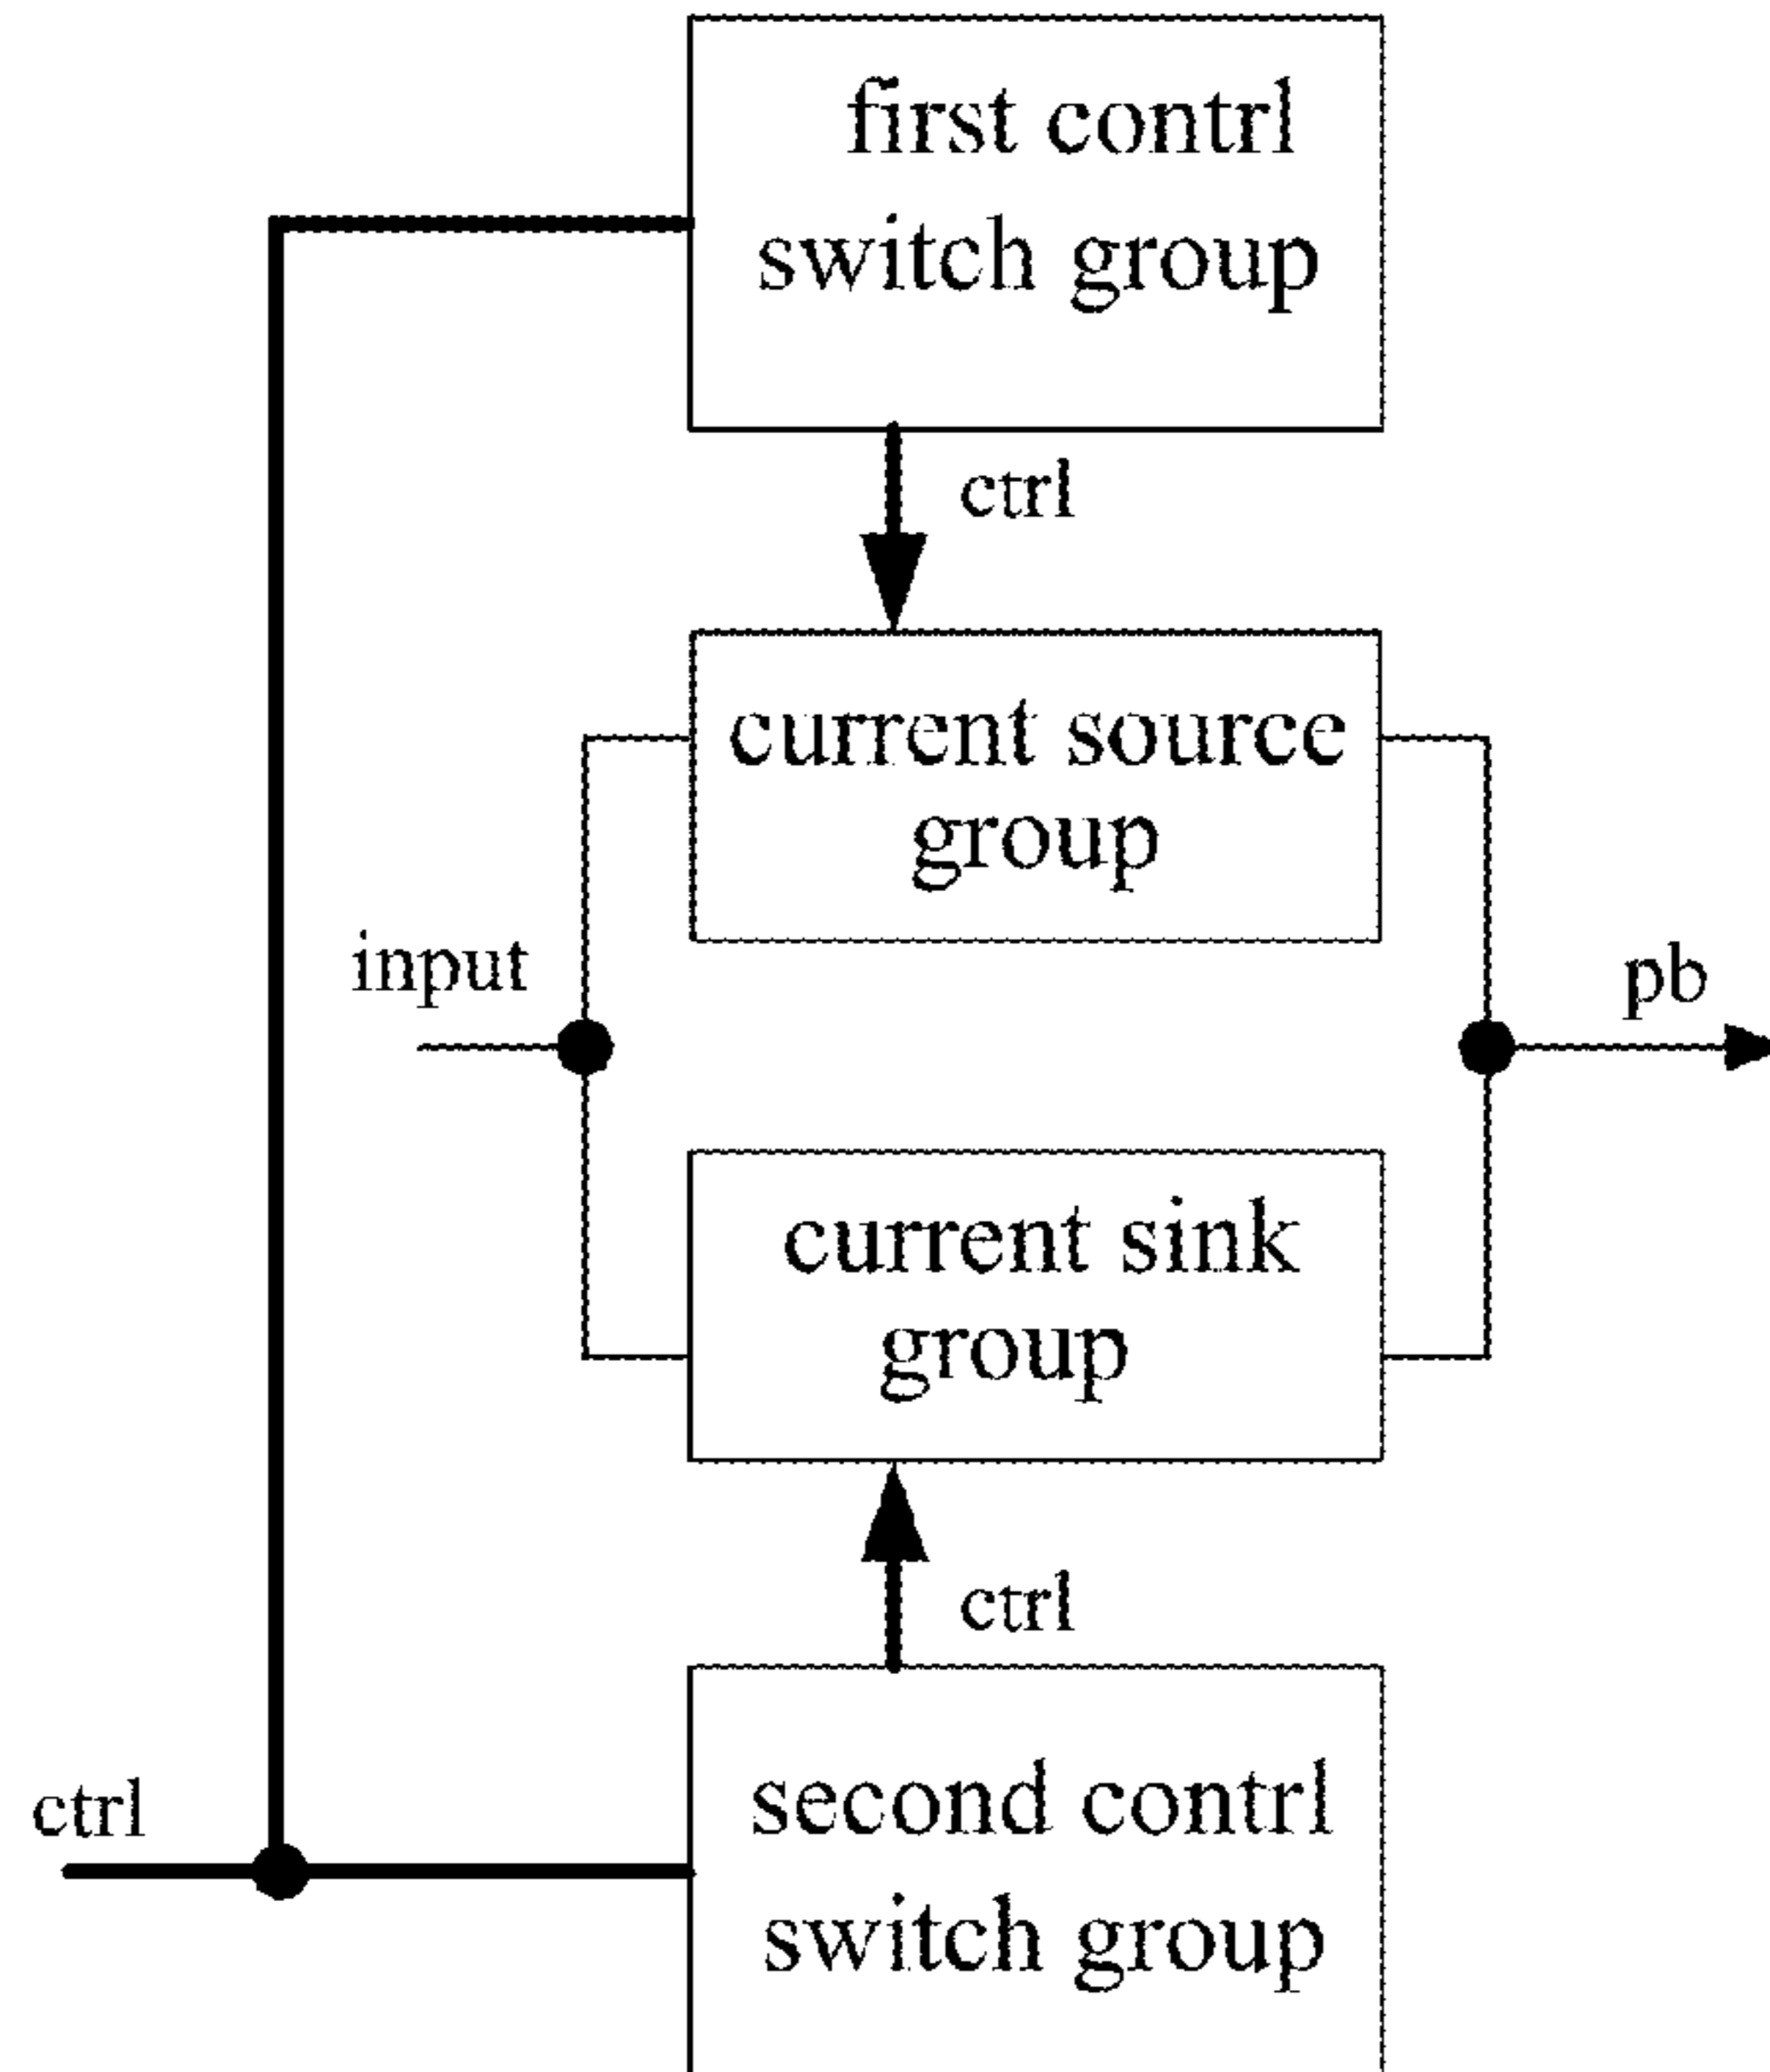 first contrl
switch group
ctrl
current source
group
input
pb
current sink
group
ctrl
second contrl
switch group
ctrl